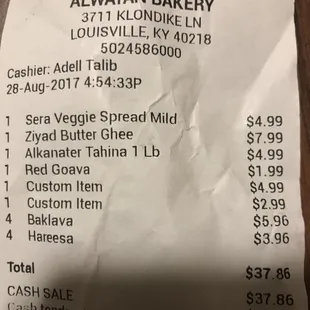 ALWATAN BAKERY
3711 KLONDIKE LN
LOUISVILLE, KY 40218
5024586000
Cashier: Adell Talib
28-Aug-2017 4:54:33P
1 Sera Veggie Spread Mild $4.99
1 Ziyad Butter Ghee $7.99
1 Alkanater Tahina 1 Lb $4.99
1 Red Goava $1.99
1 Custom Item $4.99
1 Custom Item $2.99
4 Baklava $5.96
4 Hareesa $3.96
Total $37.86
CASH SALE $37.86
Cash